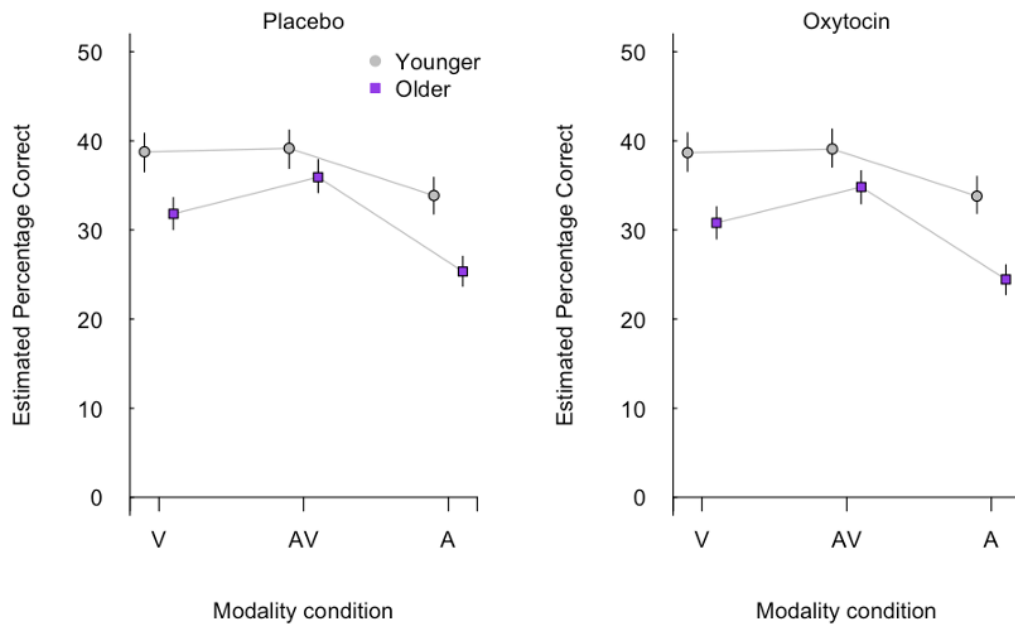 Placebo
Estimated Percentage Correct
50
40
30
20
10
0
Younger
Older
V
AV
A
Modality condition
Oxytocin
Estimated Percentage Correct
50
40
30
20
10
0
V
AV
A
Modality condition